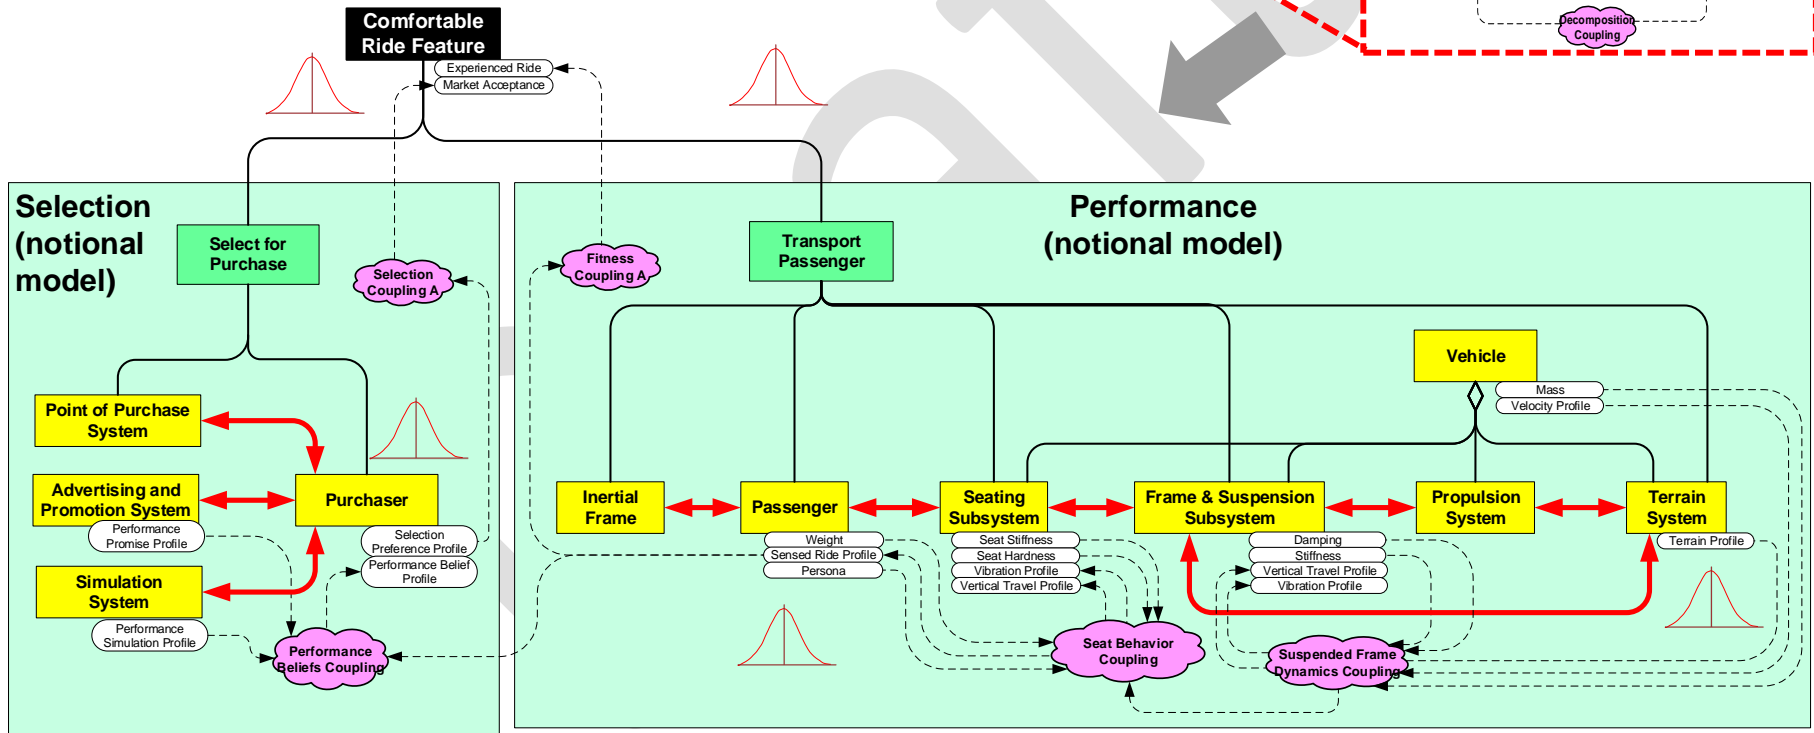 Comfortable
Ride Feature
Experienced Ride
Market Acceptance
Decomposition
Coupling
Selection
(notional
model)
Select for
Purchase
Selection
Coupling A
Point of Purchase
System
Advertising and
Promotion System
Performance
Promise Profile
Purchaser
Selection
Preference Profile
Performance Belief
Profile
Simulation
System
Performance
Simulation Profile
Performance
Beliefs Coupling
Performance
(notional model)
Fitness
Coupling A
Transport
Passenger
Vehicle
Mass
Velocity Profile
Inertial
Frame
Passenger
Weight
Sensed Ride Profile
Persona
Seating
Subsystem
Seat Stiffness
Seat Hardness
Vibration Profile
Vertical Travel Profile
Frame & Suspension
Subsystem
Damping
Stiffness
Vertical Travel Profile
Vibration Profile
Propulsion
System
Terrain
System
Terrain Profile
Seat Behavior
Coupling
Suspended Frame
Dynamics Coupling